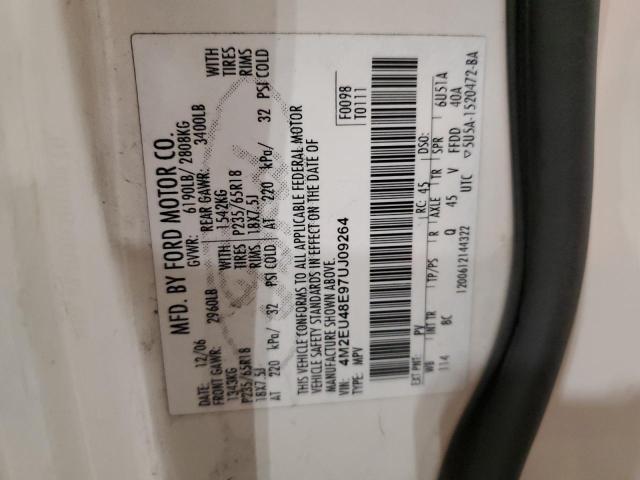 MFD. BY FORD MOTOR CO.
DATE: 12/06 GVWR: 6190LB/ 2808KG
FRONT GAWR: 2960LB REAR GAWR: 3400LB
1343KG 1542KG WITH
P235/65R18 WITH P235/65R18 TIRES
18X7.5J TIRES 18X7.5J RIMS
AT 220 kPa/ 32 PSI COLD AT 220 kPa/ 32 PSI COLD
THIS VEHICLE CONFORMS TO ALL APPLICABLE FEDERAL MOTOR
VEHICLE SAFETY STANDARDS IN EFFECT ON THE DATE OF
MANUFACTURE SHOWN ABOVE.
VIN: 4M2EU48E97UJ09264 F0098
TYPE: MPV T0111
EXT PNT: PV RC: 45 DSO:
WB INT TR TP/PS R AXLE TR SPR 6U51A
114 8C Q 45 V FFDD 40A
1200612144322 UTC ▽5U5A-1520472-BA